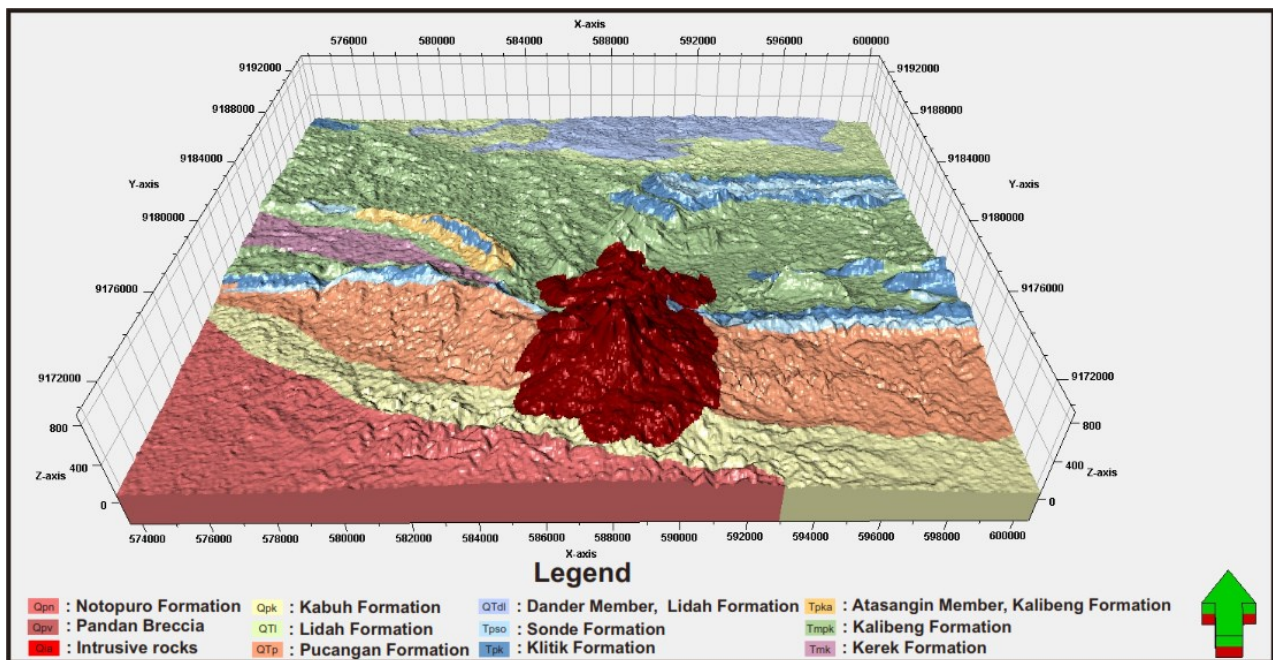 X-axis
576000 580000 584000 588000 592000 596000 600000
9192000 9192000
9188000 9188000
9184000 9184000
Y-axis Y-axis
9180000 9180000
9176000 9176000
9172000 9172000
800 800
Z-axis 400 400 Z-axis
0 0
574000 576000 578000 580000 582000 584000 586000 588000 590000 592000 594000 596000 598000 600000
X-axis
Legend
Qpn : Notopuro Formation Qpk : Kabuh Formation QTdl : Dander Member, Lidah Formation Tpka : Atasangin Member, Kalibeng Formation
Qpv : Pandan Breccia QTl : Lidah Formation Tpso : Sonde Formation Tmpk : Kalibeng Formation
: Intrusive rocks QTp : Pucangan Formation Tpk : Klitik Formation Tmk : Kerek Formation